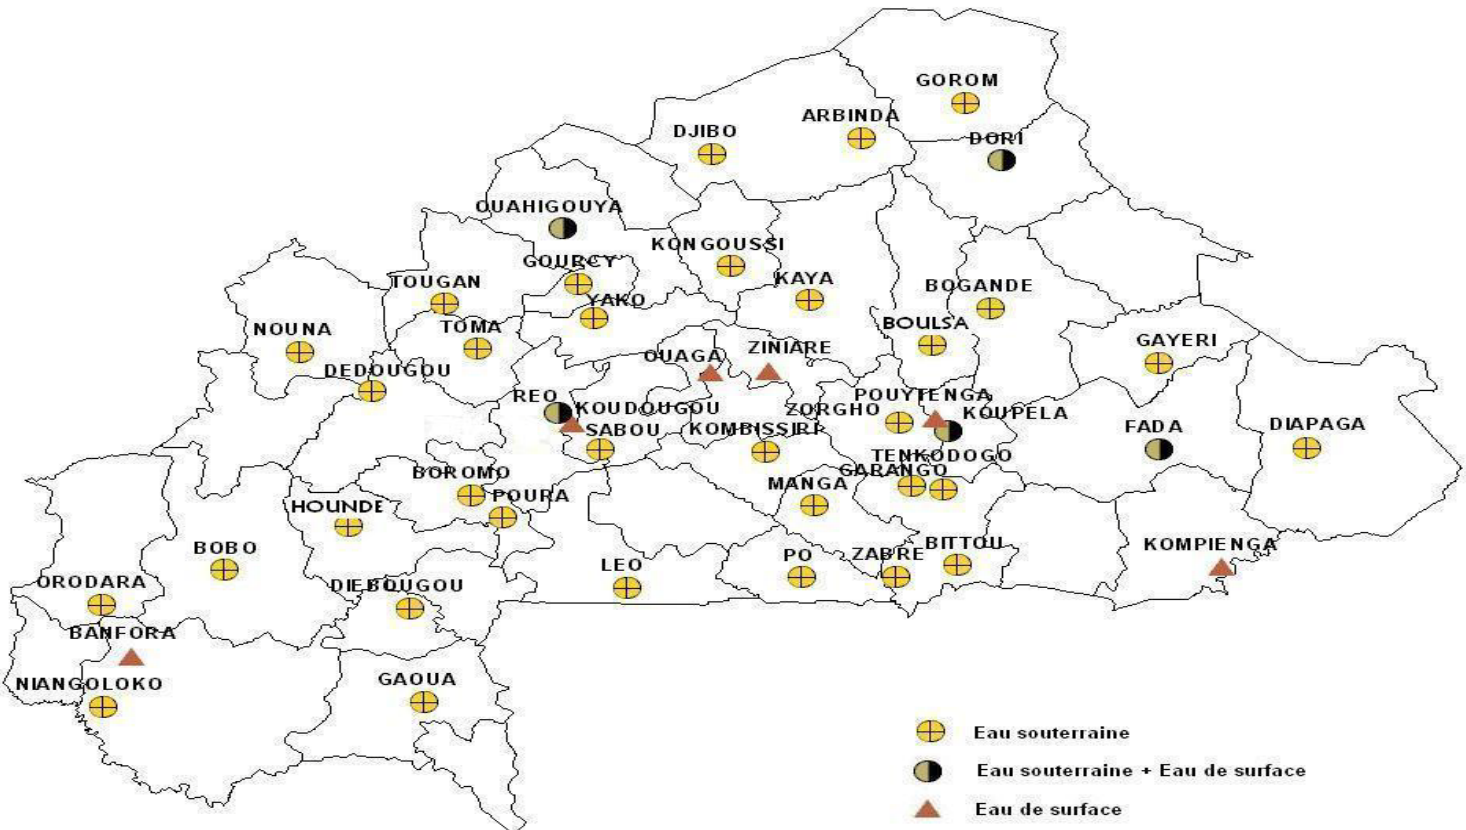 GOROM
ARBINDA
DJIBO
DORI
OUAHIGOUYA
KONGOUSSI
GOURCY
TOUGAN
KAYA
BOGANDE
YAKO
NOUNA
TOMA
BOULSA
GAYERI
OUAGA
ZINIARE
DEDOUGOU
REO
POUYTENGA
KOUDOUGOU
ZORGHO
KOUPELA
SABOU
KOMBISSIRI
FADA
DIAPAGA
TENKODOGO
BOROMO
GARANGO
MANGA
POURA
HOUNDE
BOBO
BITTOU
KOMPIENGA
PO
ZABRE
LEO
ORODARA
DIEBOUGOU
BANFORA
NIANGOLOKO
GAOUA
Eau souterraine
Eau souterraine + Eau de surface
Eau de surface